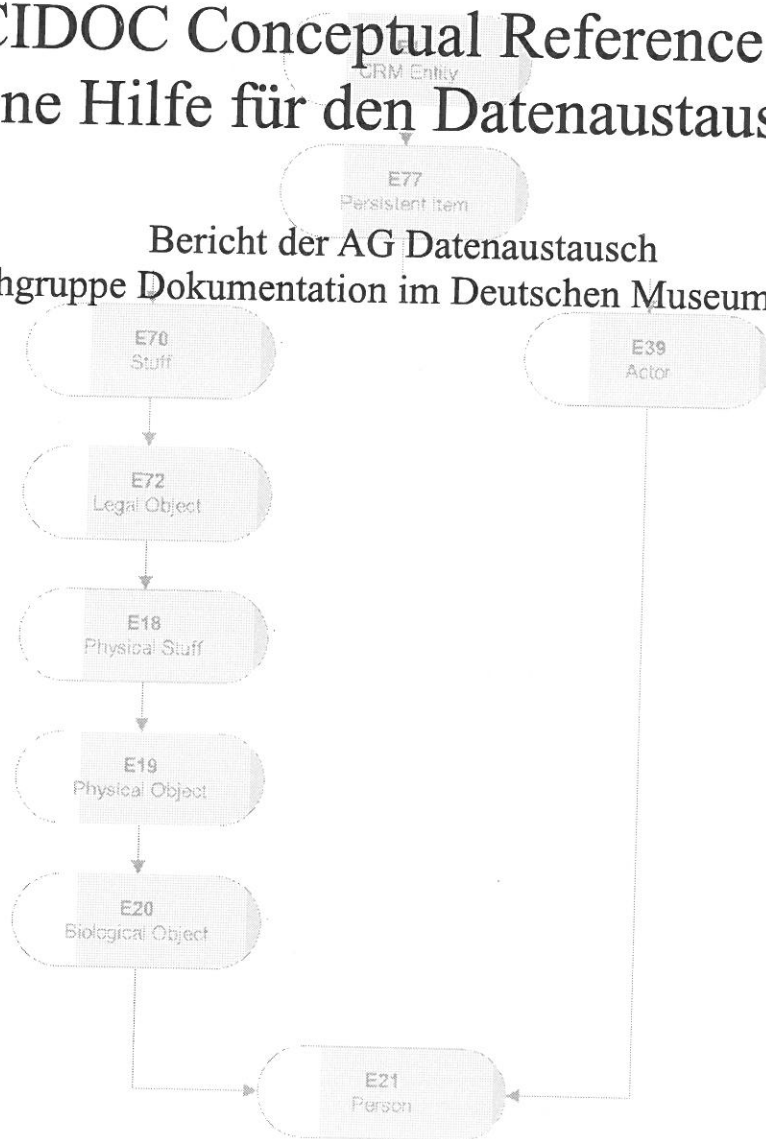 CIDOC Conceptual Reference
CRM Entity
ne Hilfe für den Datenaustaus
E77
Persistent Item
Bericht der AG Datenaustausch
hgruppe Dokumentation im Deutschen Museum
E70
Stuff
E39
Actor
E72
Legal Object
E18
Physical Stuff
E19
Physical Object
E20
Biological Object
E21
Person